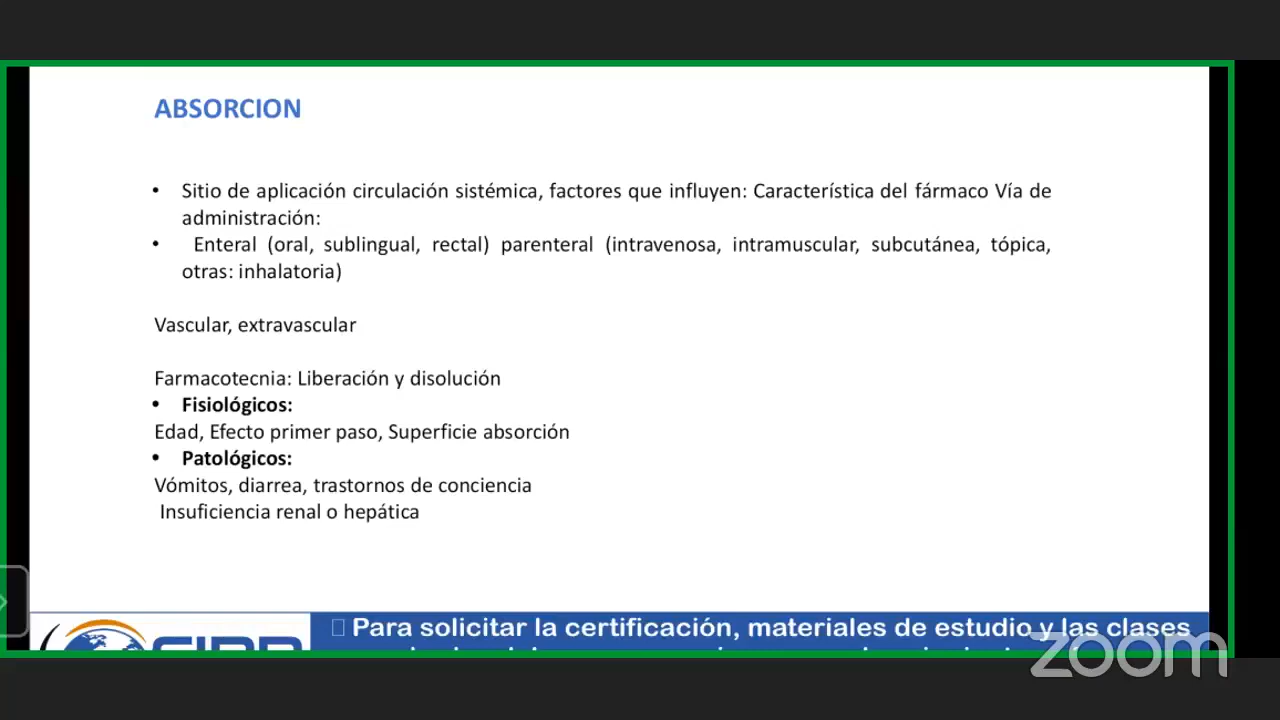 ABSORCION
• Sitio de aplicación circulación sistémica, factores que influyen: Característica del fármaco Vía de
administración:
• Enteral (oral, sublingual, rectal) parenteral (intravenosa, intramuscular, subcutánea, tópica,
otras: inhalatoria)
Vascular, extravascular
Farmacotecnia: Liberación y disolución
• Fisiológicos:
Edad, Efecto primer paso, Superficie absorción
• Patológicos:
Vómitos, diarrea, trastornos de conciencia
Insuficiencia renal o hepática
Para solicitar la certificación, materiales de estudio y las clases
zoom